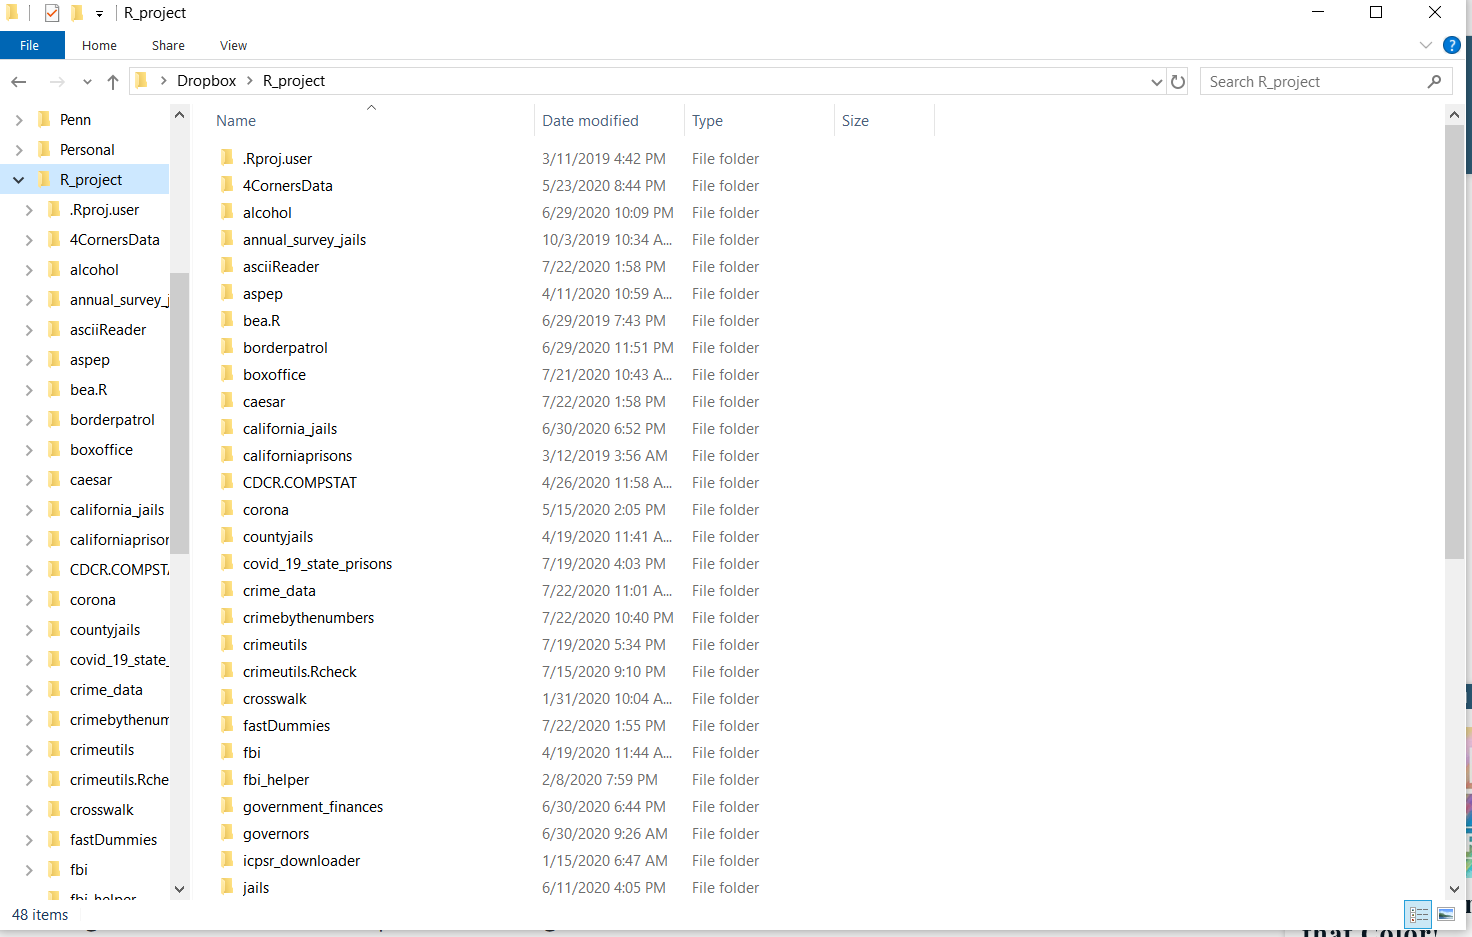 R_project
File Home Share View
Dropbox R_project
Search R_project
Penn
Personal
R_project
.Rproj.user
4CornersData
alcohol
annual_survey_j
asciiReader
aspep
bea.R
borderpatrol
boxoffice
caesar
california_jails
californiaprisor
CDCR.COMPST
corona
countyjails
covid_19_state_
crime_data
crimebythenum
crimeutils
crimeutils.Rche
crosswalk
fastDummies
fbi
fbi_helper
Name Date modified Type Size
.Rproj.user 3/11/2019 4:42 PM File folder
4CornersData 5/23/2020 8:44 PM File folder
alcohol 6/29/2020 10:09 PM File folder
annual_survey_jails 10/3/2019 10:34 A... File folder
asciiReader 7/22/2020 1:58 PM File folder
aspep 4/11/2020 10:59 A... File folder
bea.R 6/29/2019 7:43 PM File folder
borderpatrol 6/29/2020 11:51 PM File folder
boxoffice 7/21/2020 10:43 A... File folder
caesar 7/22/2020 1:58 PM File folder
california_jails 6/30/2020 6:52 PM File folder
californiaprisons 3/12/2019 3:56 AM File folder
CDCR.COMPSTAT 4/26/2020 11:58 A... File folder
corona 5/15/2020 2:05 PM File folder
countyjails 4/19/2020 11:41 A... File folder
covid_19_state_prisons 7/19/2020 4:03 PM File folder
crime_data 7/22/2020 11:01 A... File folder
crimebythenumbers 7/22/2020 10:40 PM File folder
crimeutils 7/19/2020 5:34 PM File folder
crimeutils.Rcheck 7/15/2020 9:10 PM File folder
crosswalk 1/31/2020 10:04 A... File folder
fastDummies 7/22/2020 1:55 PM File folder
fbi 4/19/2020 11:44 A... File folder
fbi_helper 2/8/2020 7:59 PM File folder
government_finances 6/30/2020 6:44 PM File folder
governors 6/30/2020 9:26 AM File folder
icpsr_downloader 1/15/2020 6:47 AM File folder
jails 6/11/2020 4:05 PM File folder
48 items
that Color!